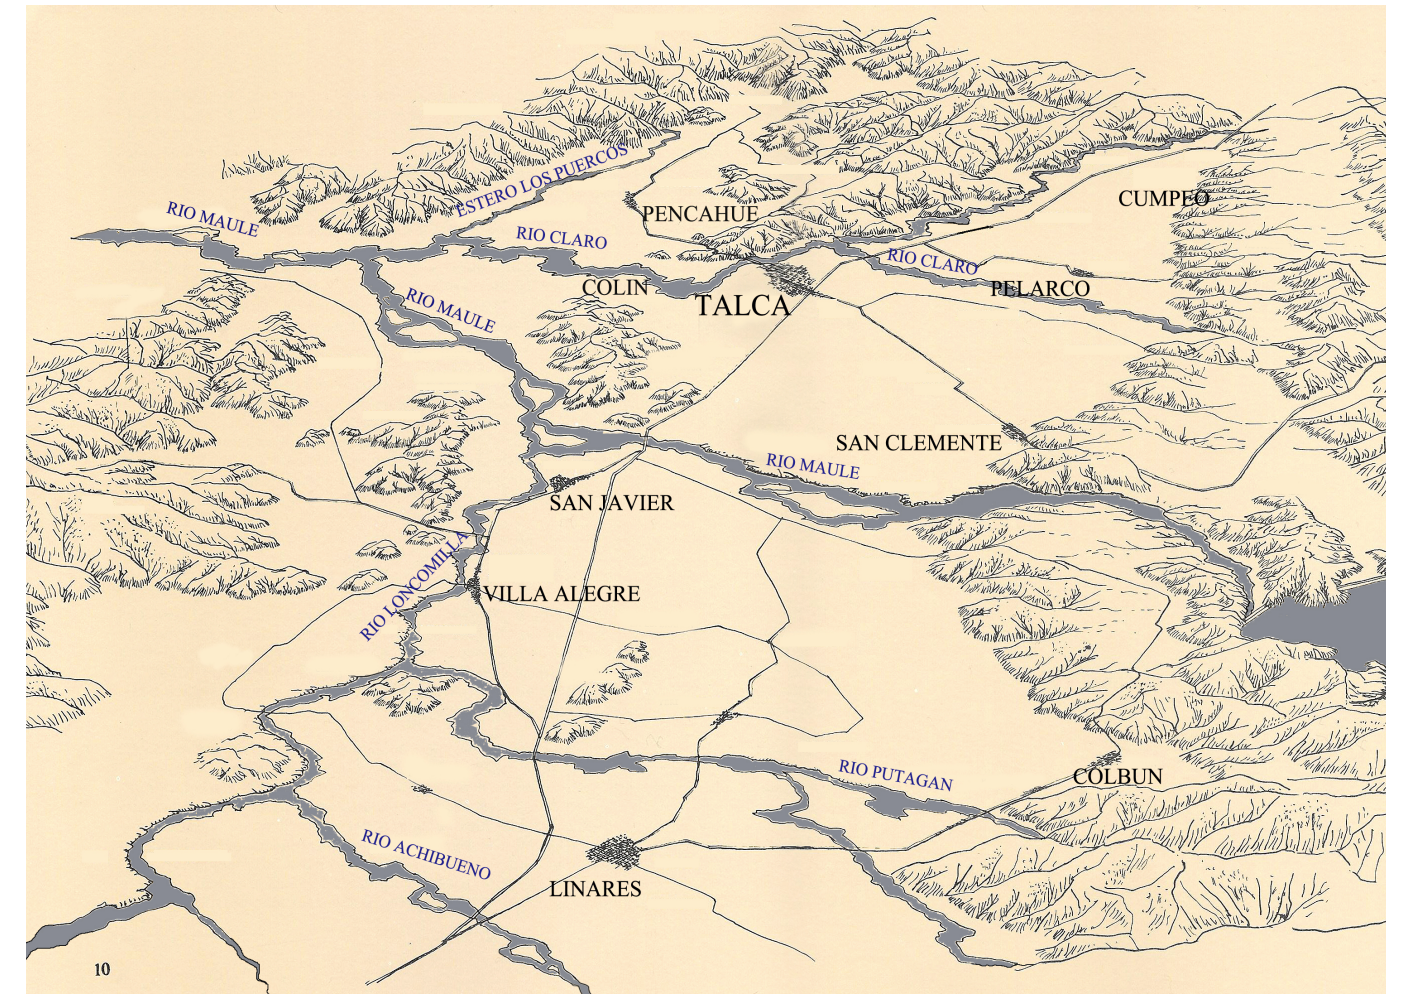 ESTERO LOS PUERCOS
CUMPEO
RIO MAULE
PENCAHUE
RIO CLARO
RIO CLARO
COLIN
PELARCO
RIO MAULE
TALCA
SAN CLEMENTE
RIO MAULE
SAN JAVIER
RIO LONCOMILLA
VILLA ALEGRE
RIO PUTAGAN
COLBUN
RIO ACHIBUENO
LINARES
10